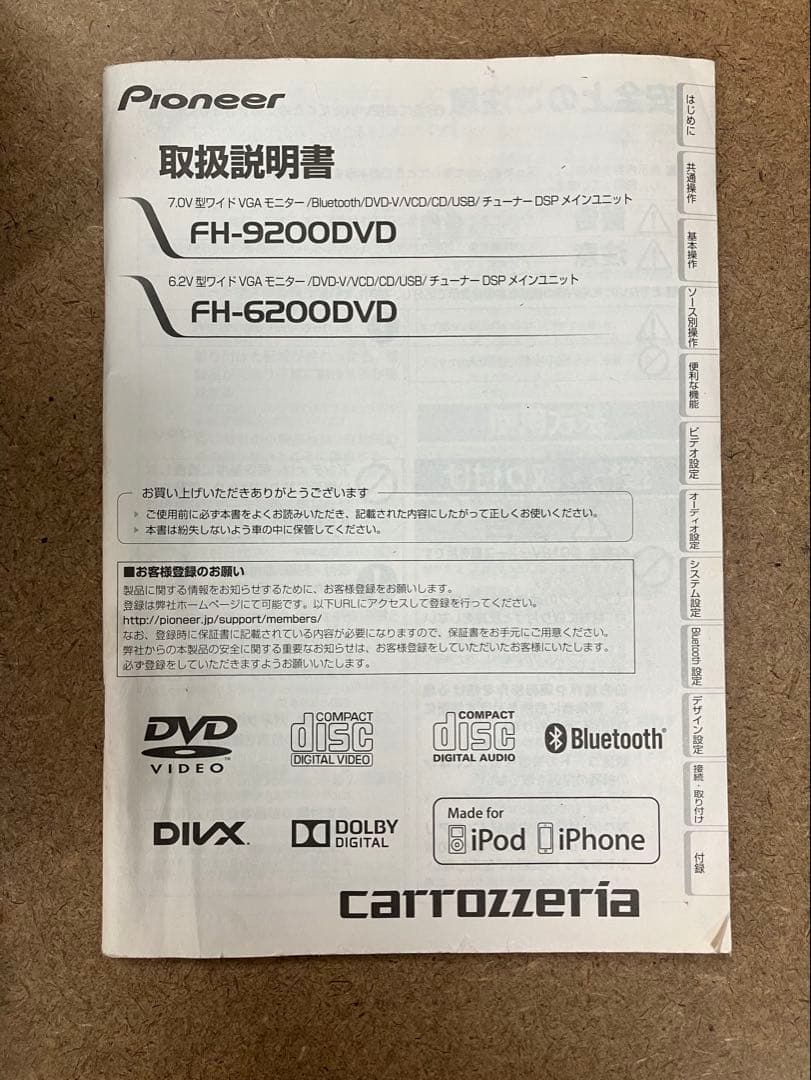 Pioneer
取扱説明書
7.0V型ワイドVGAモニター/Bluetooth/DVD-V/VCD/CD/USB/チューナーDSPメインユニット
FH-9200DVD
6.2V型ワイドVGAモニター/DVD-V/VCD/CD/USB/チューナーDSPメインユニット
FH-6200DVD
お買い上げいただきありがとうございます
ご使用前に必ず本書をよくお読みいただき、記載された内容にしたがって正しくお使いください。
本書は紛失しないよう車の中に保管してください。
■お客様登録のお願い
製品に関する情報をお知らせするために、お客様登録をお願いします。
登録は弊社ホームページにて可能です。以下URLにアクセスして登録を行ってください。
http://pioneer.jp/support/members/
なお、登録時に保証書に記載されている内容が必要になりますので、保証書をお手元にご用意ください。
弊社からの本製品の安全に関する重要なお知らせは、お客様登録をしていただいたお客様にいたします。
必ず登録をしていただきますようお願いいたします。
DVD
VIDEO™
COMPACT
disc
DIGITAL VIDEO
COMPACT
disc
DIGITAL AUDIO
Bluetooth®
DIVX.
DOLBY
DIGITAL
Made for
iPod iPhone
carrozzeria
はじめに
共通操作
基本操作
ソース別操作
便利な機能
ビデオ設定
オーディオ設定
システム設定
Bluetooth設定
デザイン設定
接続・取り付け
付録